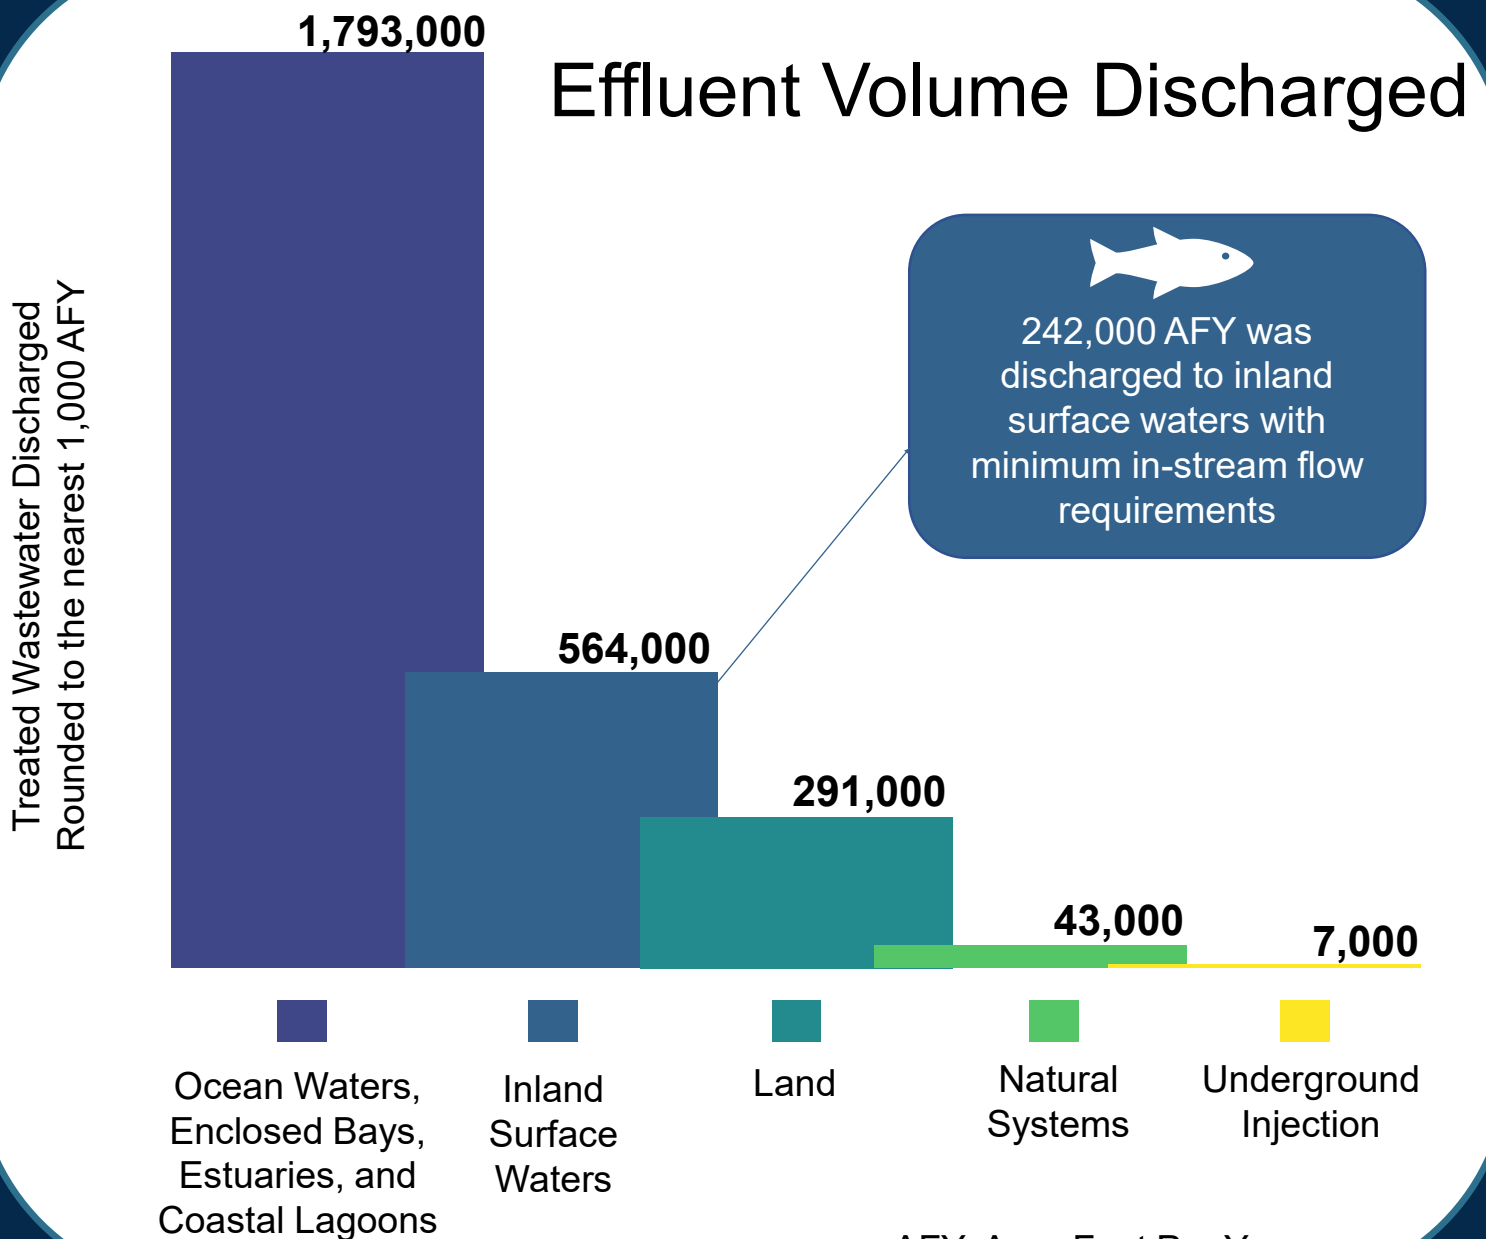 1,793,000
Effluent Volume Discharged
Treated Wastewater Discharged
Rounded to the nearest 1,000 AFY
242,000 AFY was
discharged to inland
surface waters with
minimum in-stream flow
requirements
564,000
291,000
43,000
7,000
Ocean Waters,
Enclosed Bays,
Estuaries, and
Coastal Lagoons
Inland
Surface
Waters
Land
Natural
Systems
Underground
Injection